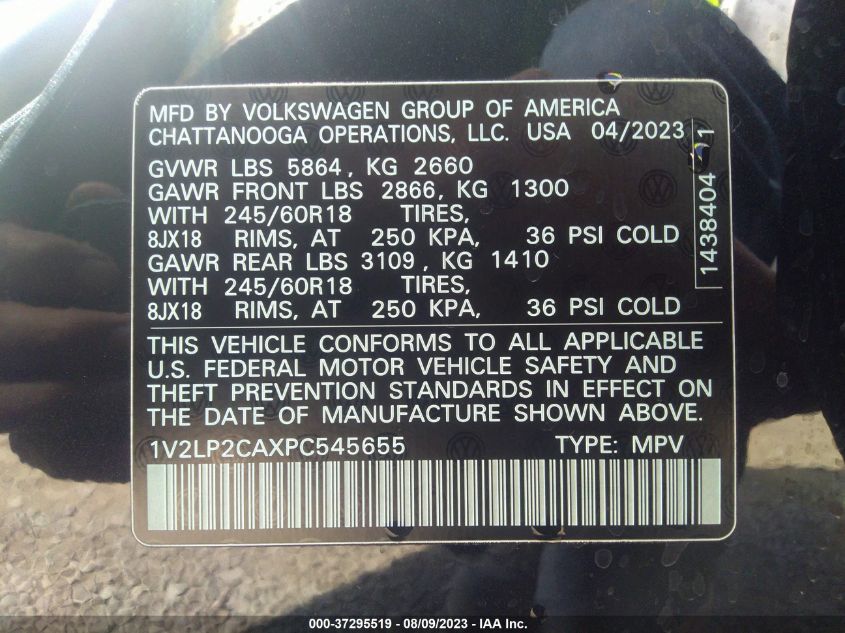 MFD BY VOLKSWAGEN GROUP OF AMERICA
CHATTANOOGA OPERATIONS, LLC. USA 04/2023
GVWR LBS 5864, KG 2660
GAWR FRONT LBS 2866, KG 1300
WITH 245/60R18 TIRES,
8JX18 RIMS, AT 250 KPA, 36 PSI COLD
GAWR REAR LBS 3109, KG 1410
WITH 245/60R18 TIRES,
8JX18 RIMS, AT 250 KPA, 36 PSI COLD
THIS VEHICLE CONFORMS TO ALL APPLICABLE
U.S. FEDERAL MOTOR VEHICLE SAFETY AND
THEFT PREVENTION STANDARDS IN EFFECT ON
THE DATE OF MANUFACTURE SHOWN ABOVE.
1V2LP2CAXPC545655 TYPE: MPV
1438404
000-37295519 - 08/09/2023 - IAA Inc.